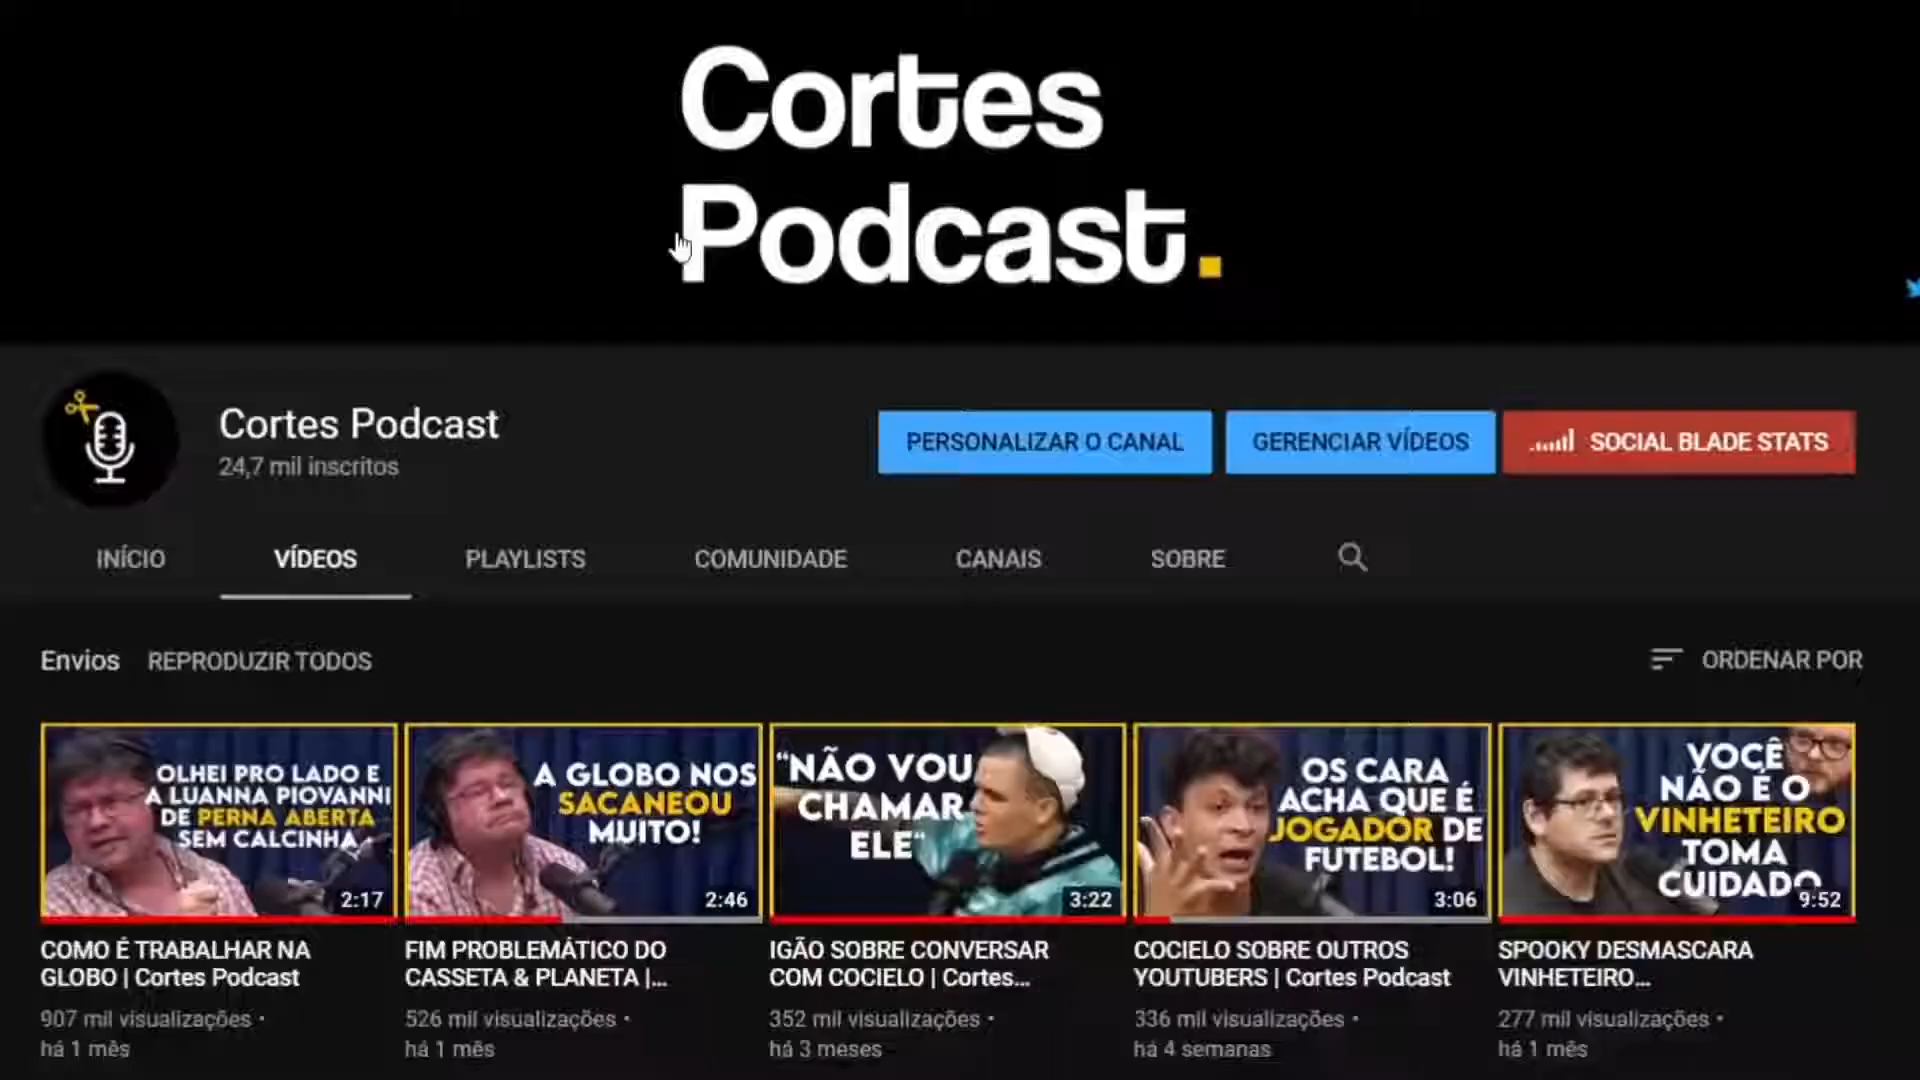 Cortes
Podcast.
Cortes Podcast
24,7 mil inscritos
PERSONALIZAR O CANAL
GERENCIAR VÍDEOS
SOCIAL BLADE STATS
INÍCIO
VÍDEOS
PLAYLISTS
COMUNIDADE
CANAIS
SOBRE
Envios
REPRODUZIR TODOS
ORDENAR POR
OLHEI PRO LADO E
A LUANNA PIOVANNI
DE PERNA ABERTA
SEM CALCINHA
2:17
COMO É TRABALHAR NA
GLOBO | Cortes Podcast
907 mil visualizações •
há 1 mês
A GLOBO NOS
SACANEOU
MUITO!
2:46
FIM PROBLEMÁTICO DO
CASSETA & PLANETA |...
526 mil visualizações •
há 1 mês
"NÃO VOU
CHAMAR
ELE"
3:22
IGÃO SOBRE CONVERSAR
COM COCIELO | Cortes...
352 mil visualizações •
há 3 meses
OS CARA
ACHA QUE É
JOGADOR DE
FUTEBOL!
3:06
COCIELO SOBRE OUTROS
YOUTUBERS | Cortes Podcast
336 mil visualizações •
há 4 semanas
VOCÊ
NÃO É O
VINHETEIRO
TOMA
CUIDADO
9:52
SPOOKY DESMASCARA
VINHETEIRO...
277 mil visualizações •
há 1 mês